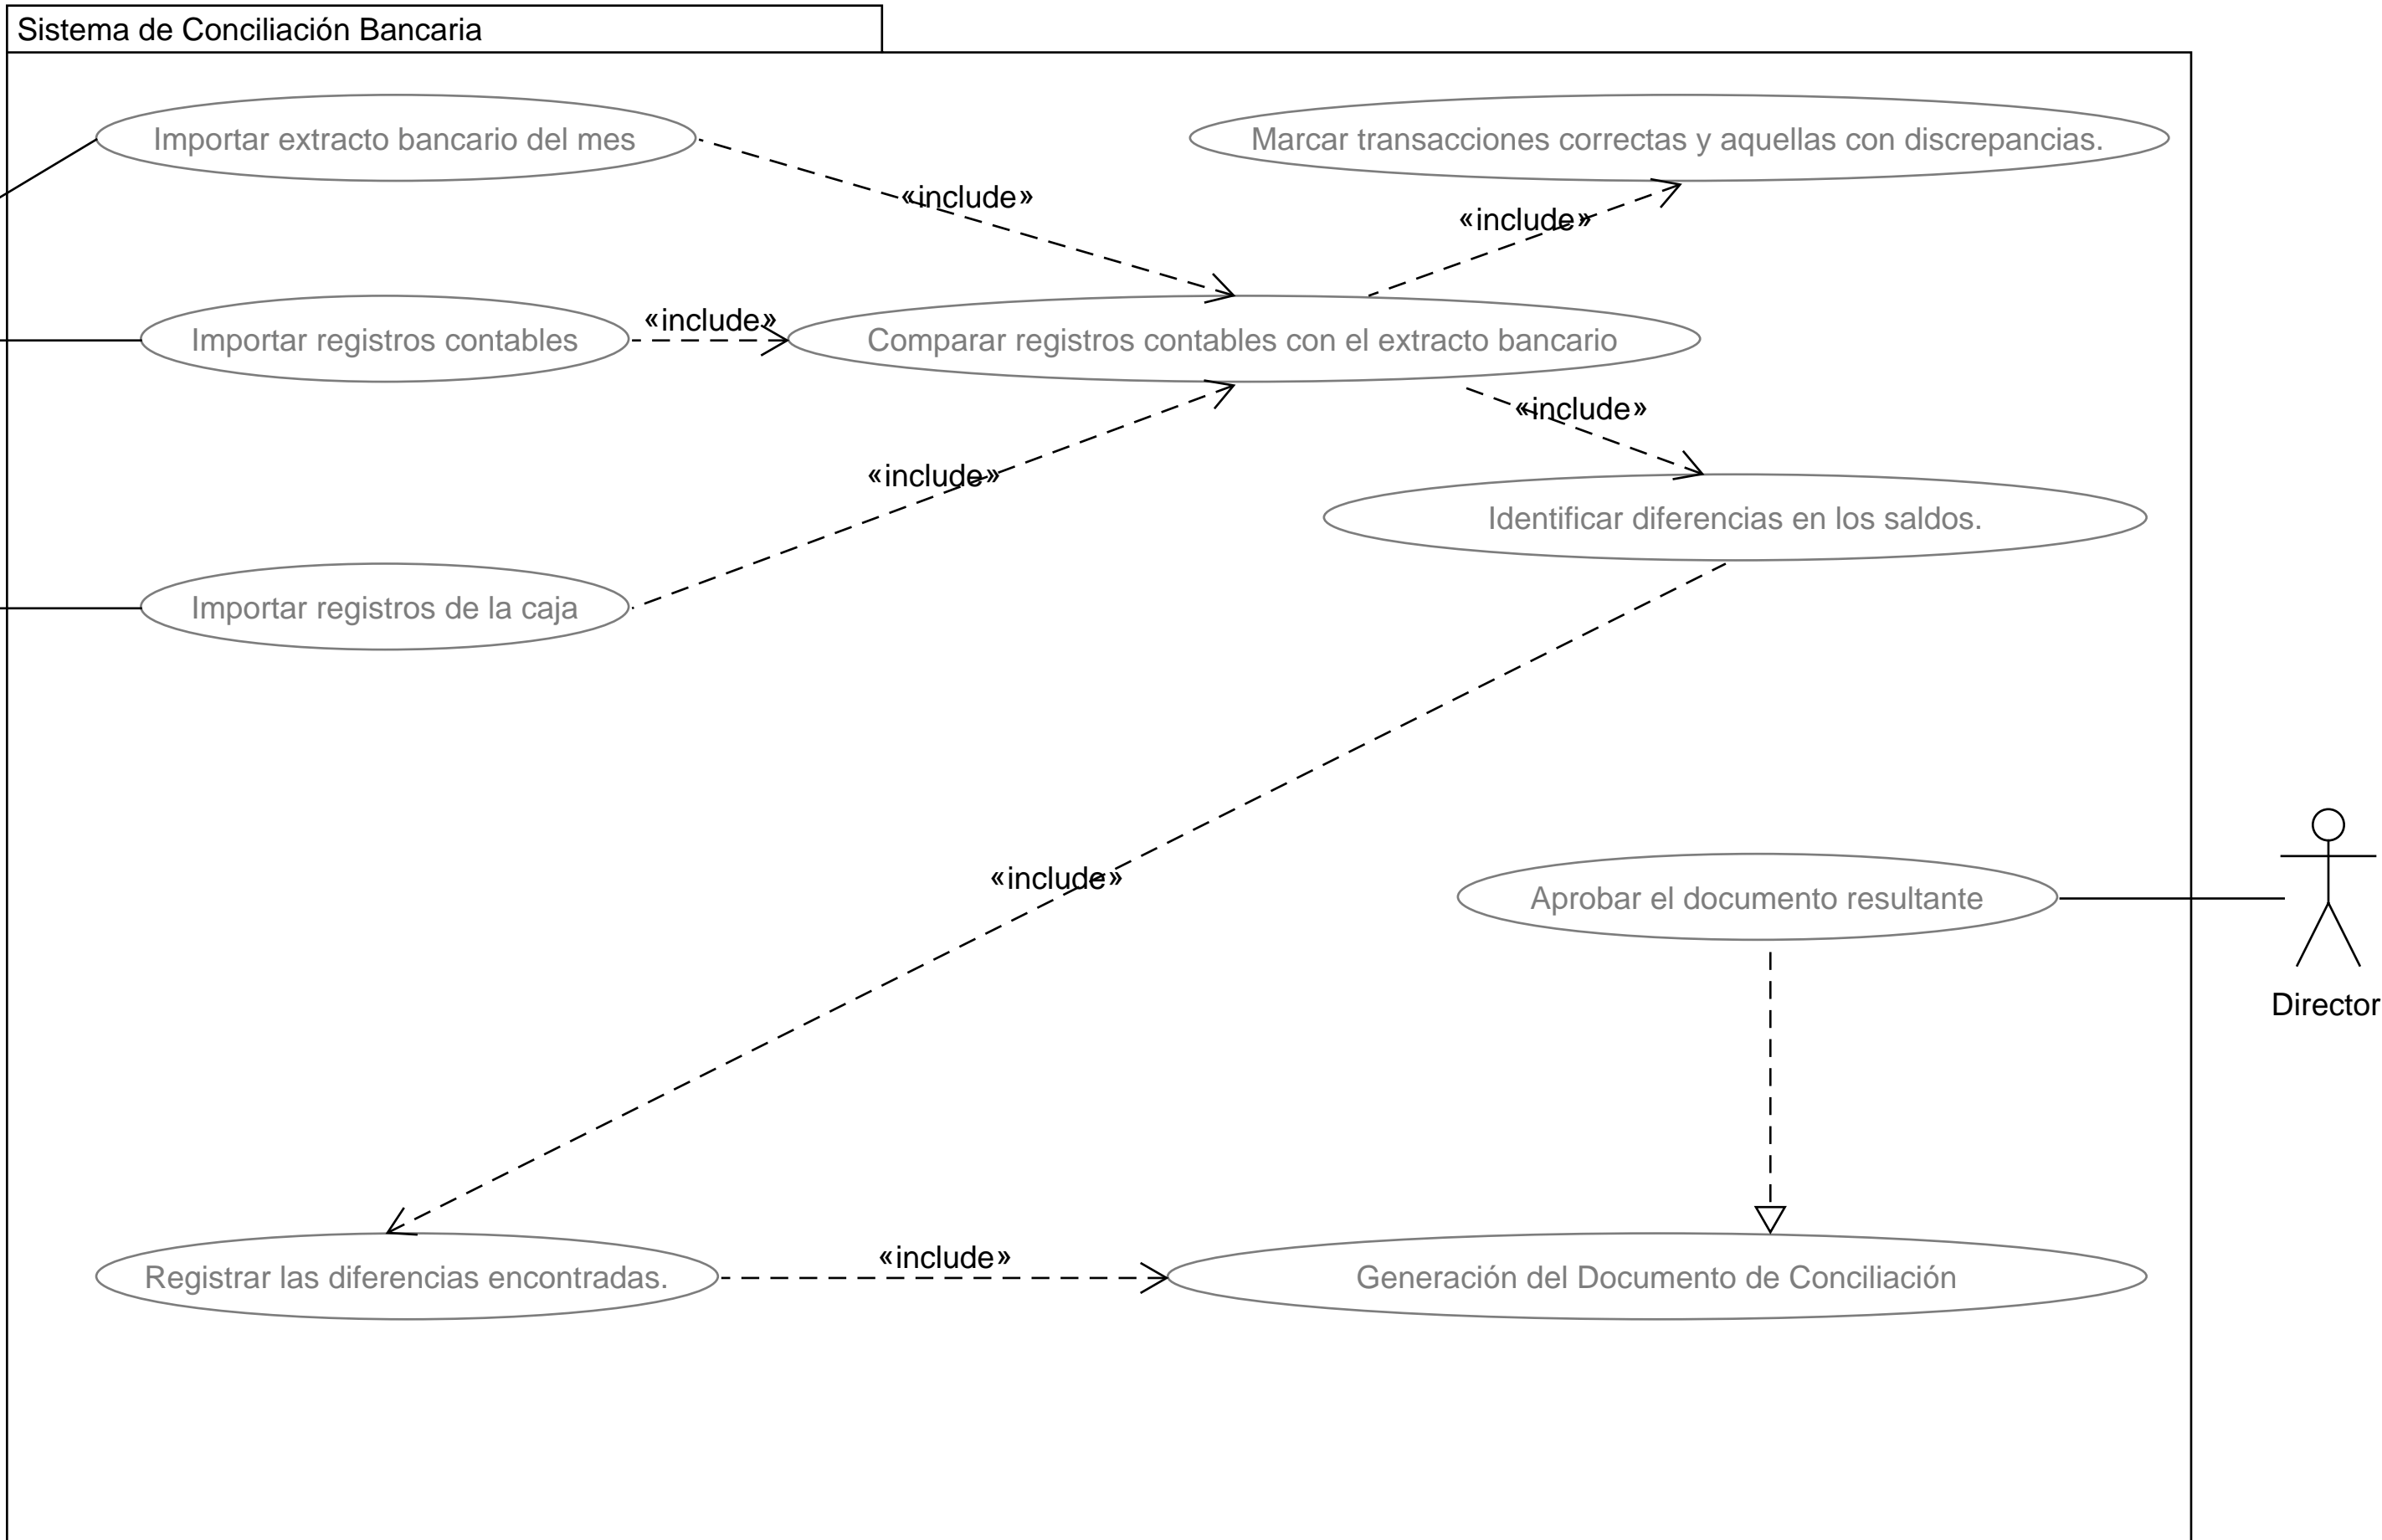 Sistema de Conciliación Bancaria
Importar extracto bancario del mes
Marcar transacciones correctas y aquellas con discrepancias.
«include»
«include»
«include»
Importar registros contables
Comparar registros contables con el extracto bancario
«include»
«include»
Identificar diferencias en los saldos.
Importar registros de la caja
«include»
Aprobar el documento resultante
Director
«include»
Registrar las diferencias encontradas.
Generación del Documento de Conciliación